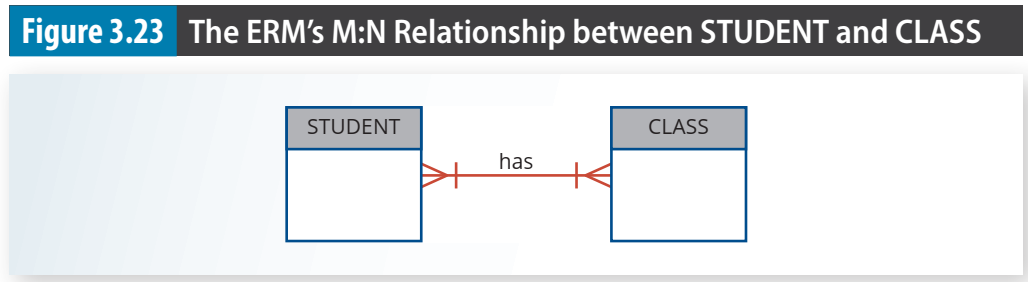 Figure 3.23 The ERM’s M:N Relationship between STUDENT and CLASS
STUDENT
CLASS
has